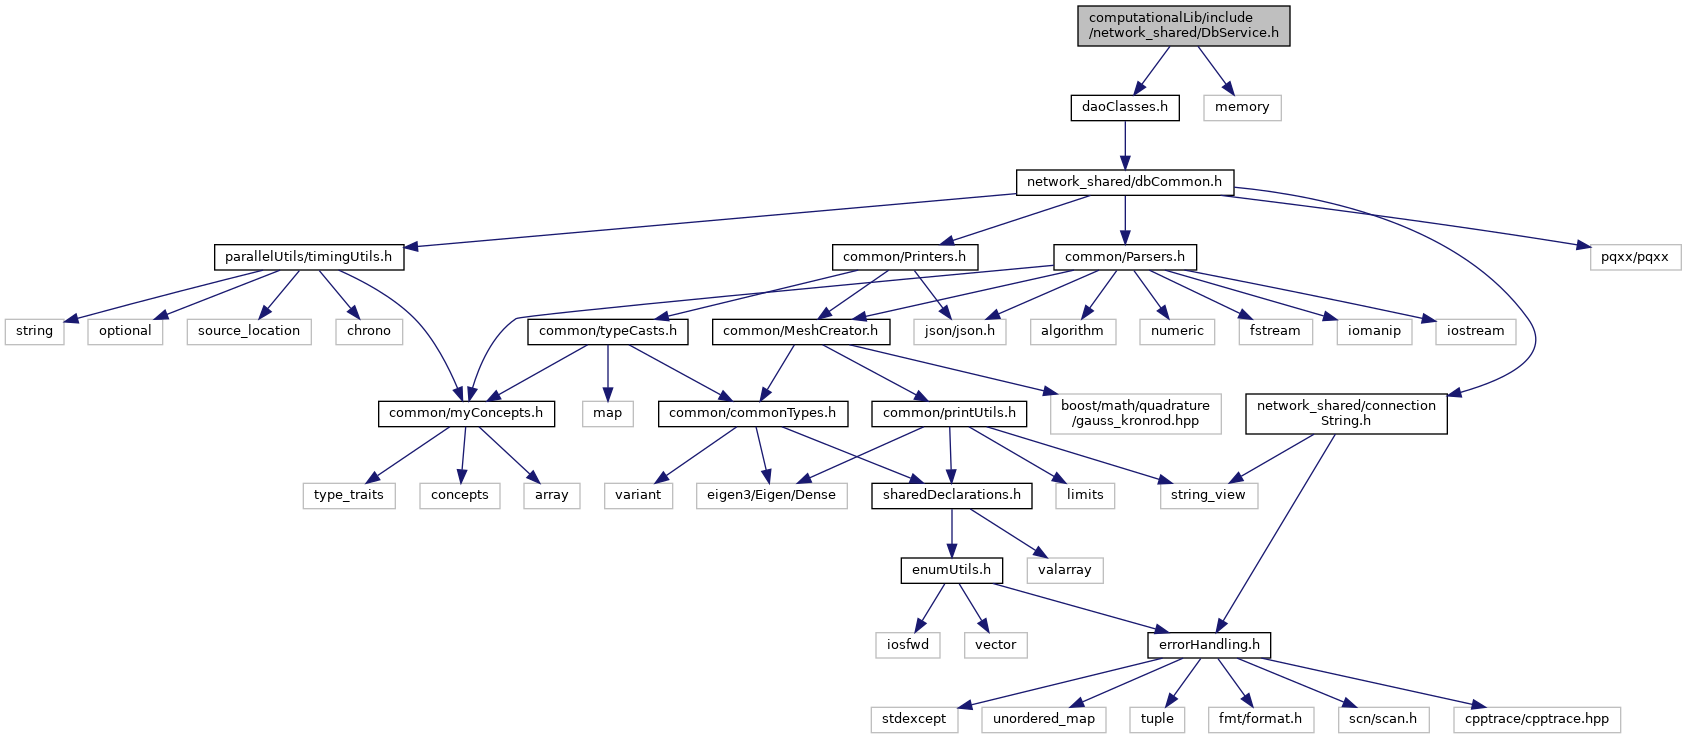 computationalLib/include
/network_shared/DbService.h
daoClasses.h
memory
network_shared/dbCommon.h
parallelUtils/timingUtils.h
common/Printers.h
common/Parsers.h
pqxx/pqxx
string
optional
source_location
chrono
common/typeCasts.h
common/MeshCreator.h
json/json.h
algorithm
numeric
fstream
iomanip
iostream
common/myConcepts.h
map
common/commonTypes.h
common/printUtils.h
boost/math/quadrature
/gauss_kronrod.hpp
network_shared/connection
String.h
type_traits
concepts
array
variant
eigen3/Eigen/Dense
sharedDeclarations.h
limits
string_view
enumUtils.h
valarray
iosfwd
vector
errorHandling.h
stdexcept
unordered_map
tuple
fmt/format.h
scn/scan.h
cpptrace/cpptrace.hpp